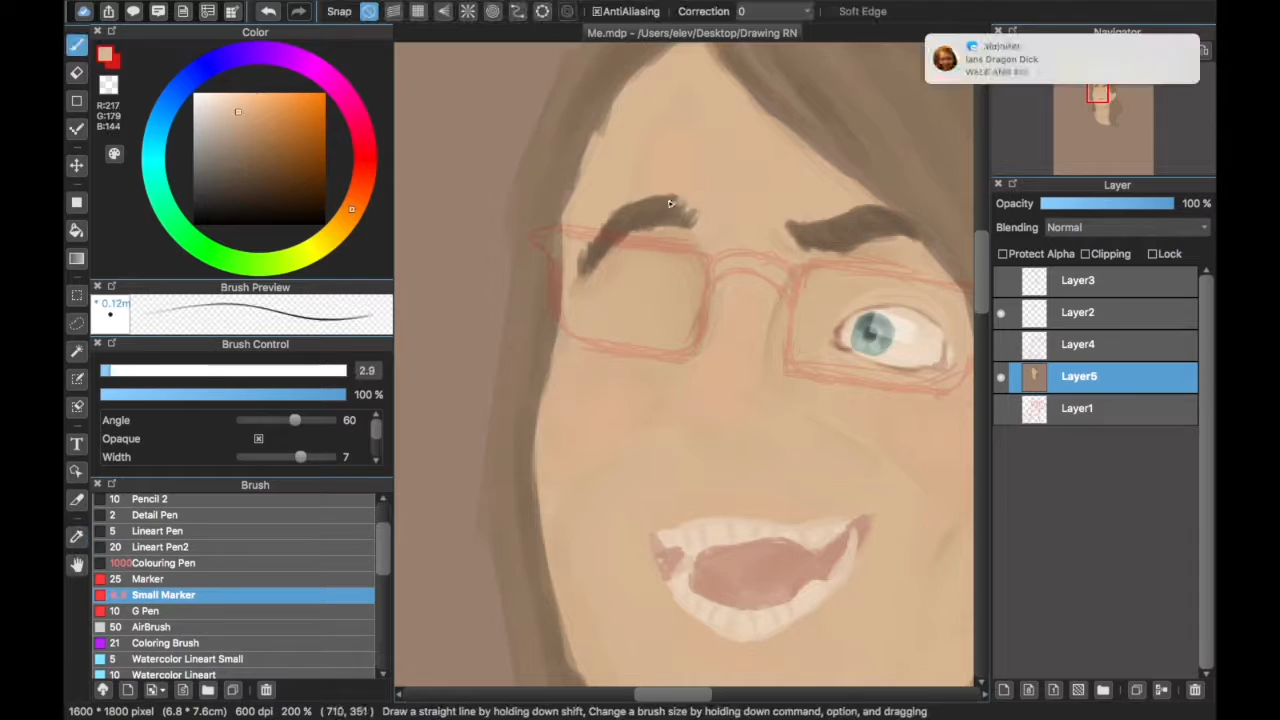 Snap
AntiAliasing
Correction
0
Soft Edge
Color
Me.mdp - /Users/elev/Desktop/Drawing RN
Navigator
Ians Dragon Dick
R:217
G:179
B:144
Brush Preview
* 0.12m
Brush Control
2.9
100 %
Angle
60
Opaque
Width
7
Brush
10 Pencil 2
2 Detail Pen
5 Lineart Pen
20 Lineart Pen2
1000 Colouring Pen
25 Marker
Small Marker
10 G Pen
50 AirBrush
21 Coloring Brush
5 Watercolor Lineart Small
10 Watercolor Lineart
Layer
Opacity
100 %
Blending
Normal
Protect Alpha
Clipping
Lock
Layer3
Layer2
Layer4
Layer5
Layer1
T
1600 * 1800 pixel (6.8 * 7.6cm) 600 dpi 200 % ( 710, 351 ) Draw a straight line by holding down shift, Change a brush size by holding down command, option, and dragging